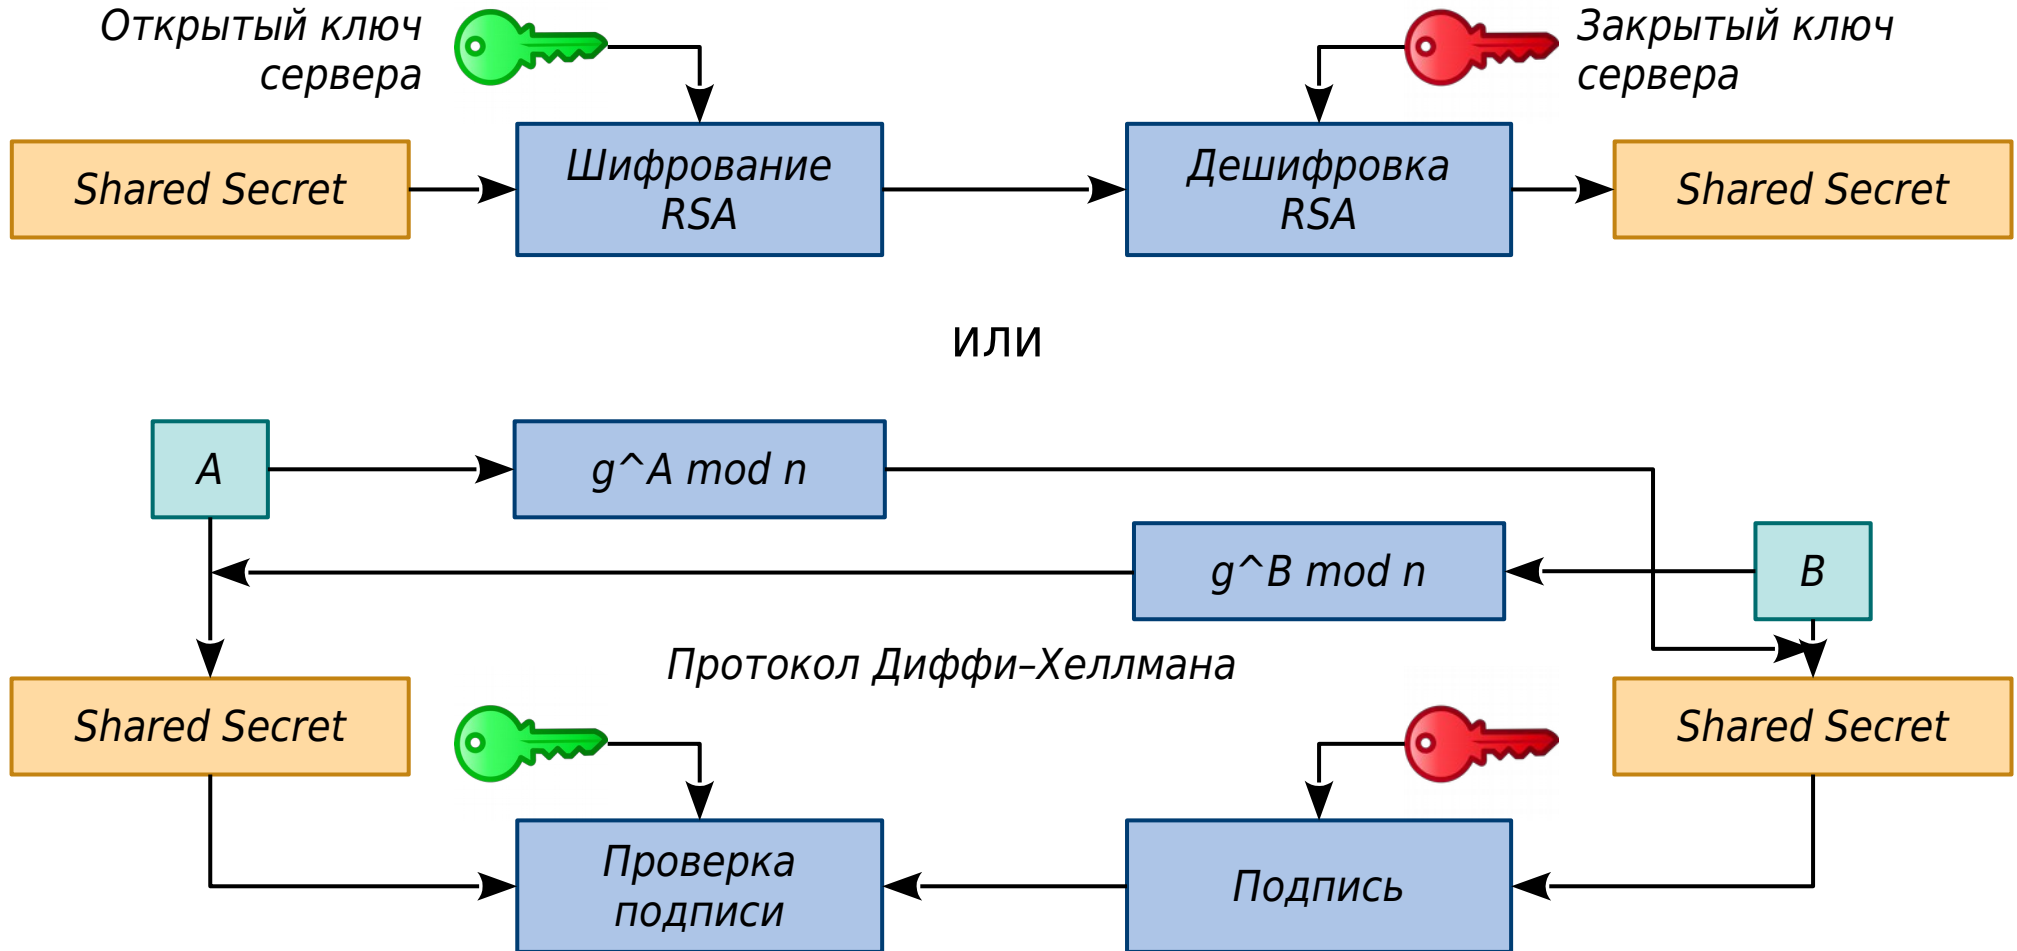 Открытый ключ
сервера
Закрытый ключ
сервера
Shared Secret
Шифрование
RSA
Дешифровка
RSA
Shared Secret
или
A
g^A mod n
g^B mod n
B
Протокол Диффи–Хеллмана
Shared Secret
Shared Secret
Проверка
подписи
Подпись